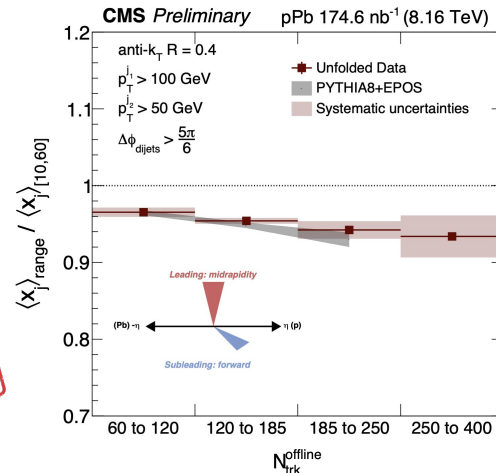 CMS Preliminary pPb 174.6 nb⁻¹ (8.16 TeV)
anti-k_T R = 0.4
p_T^{j_1} > 100 GeV
p_T^{j_2} > 50 GeV
Δϕ_dijets > 5π/6
Unfolded Data
PYTHIA8+EPOS
Systematic uncertainties
⟨x_j⟩_range / ⟨x_j⟩_[10,60]
1.2
1.1
1
0.9
0.8
0.7
Leading: midrapidity
(Pb) -η
η (p)
Subleading: forward
60 to 120 120 to 185 185 to 250 250 to 400
N_trk^offline